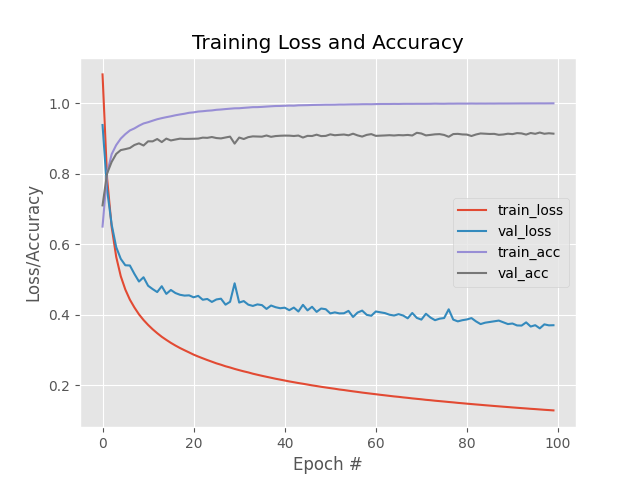 Training Loss and Accuracy
Loss/Accuracy
1.0
0.8
0.6
0.4
0.2
train_loss
val_loss
train_acc
val_acc
0 20 40 60 80 100
Epoch #